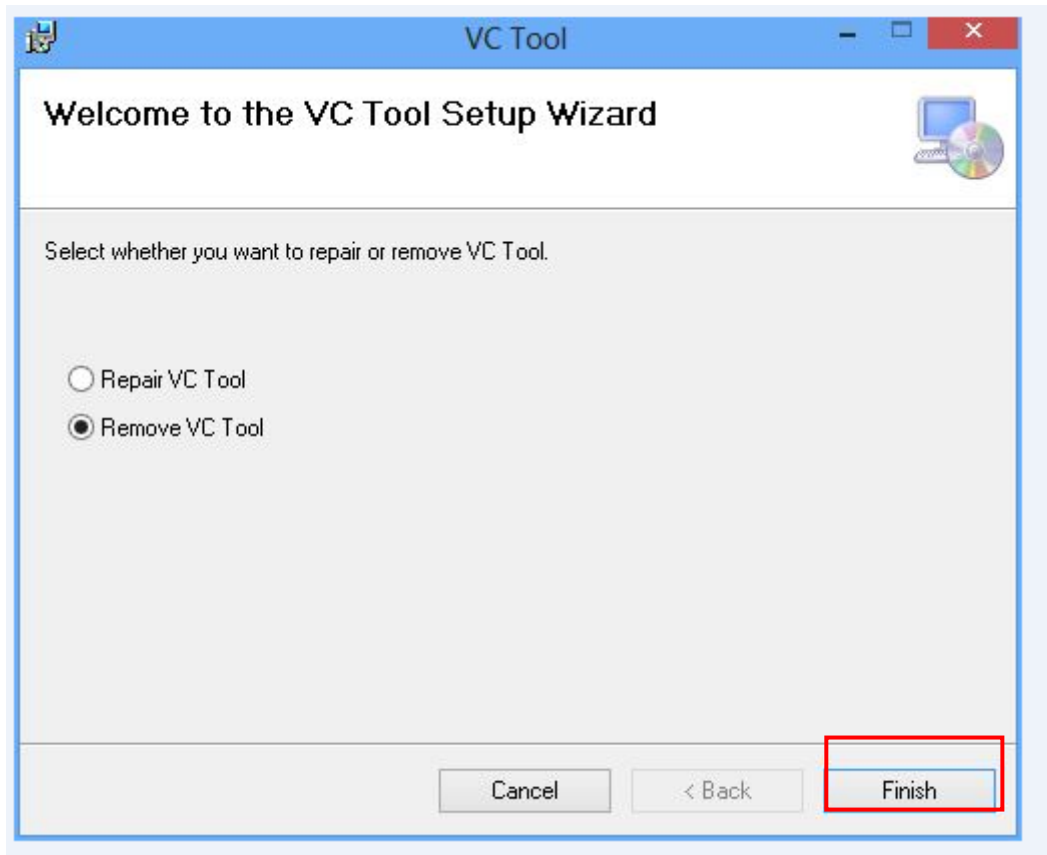 VC Tool
Welcome to the VC Tool Setup Wizard
Select whether you want to repair or remove VC Tool.
Repair VC Tool
Remove VC Tool
Cancel
< Back
Finish